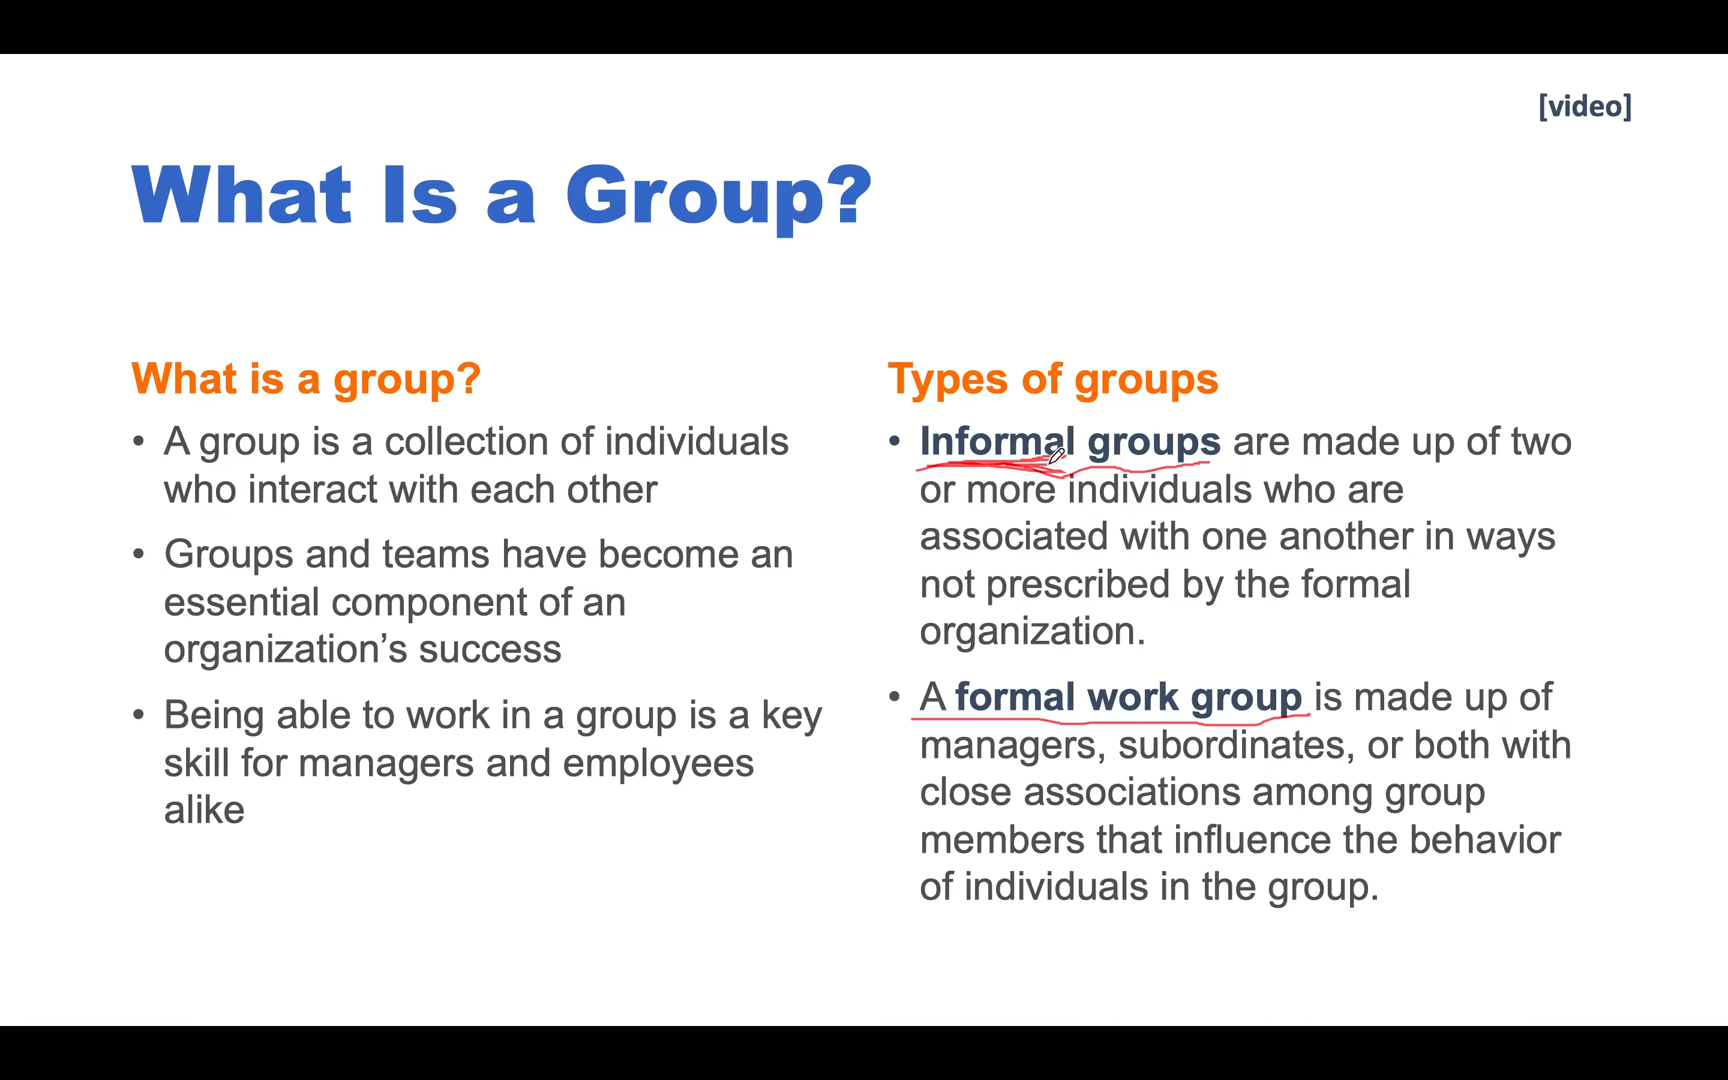 [video]
What Is a Group?
What is a group?
• A group is a collection of individuals
who interact with each other
• Groups and teams have become an
essential component of an
organization’s success
• Being able to work in a group is a key
skill for managers and employees
alike
Types of groups
• Informal groups are made up of two
or more individuals who are
associated with one another in ways
not prescribed by the formal
organization.
• A formal work group is made up of
managers, subordinates, or both with
close associations among group
members that influence the behavior
of individuals in the group.